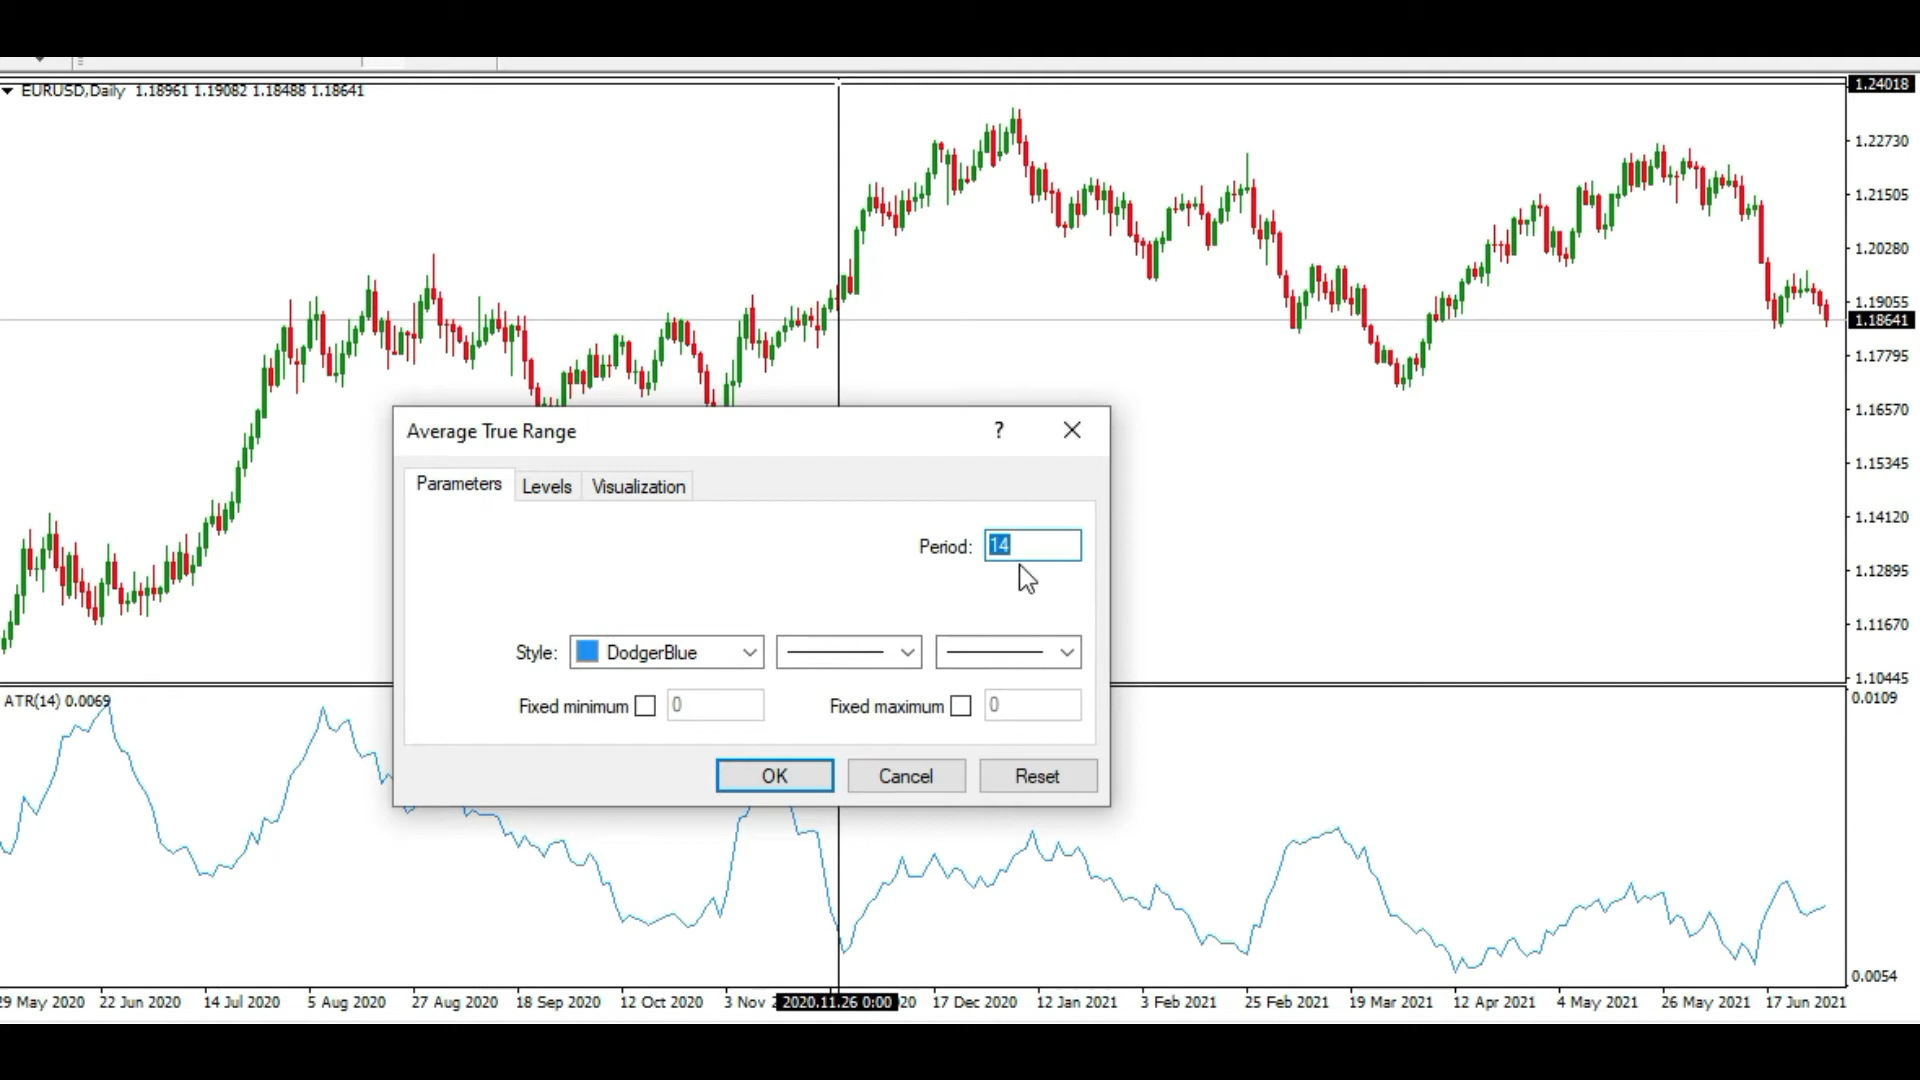 EURUSD,Daily 1.18961 1.19082 1.18488 1.18641
1.24018
1.22730
1.21505
1.20280
1.19055
1.18641
1.17795
1.16570
1.15345
1.14120
1.12895
1.11670
1.10445
Average True Range
?
Parameters
Levels
Visualization
Period: 14
Style: DodgerBlue
Fixed minimum 0
Fixed maximum 0
OK
Cancel
Reset
ATR(14) 0.0069
0.0109
0.0054
29 May 2020 22 Jun 2020 14 Jul 2020 5 Aug 2020 27 Aug 2020 18 Sep 2020 12 Oct 2020 3 Nov 2020.11.26 0:00 20 17 Dec 2020 12 Jan 2021 3 Feb 2021 25 Feb 2021 19 Mar 2021 12 Apr 2021 4 May 2021 26 May 2021 17 Jun 2021